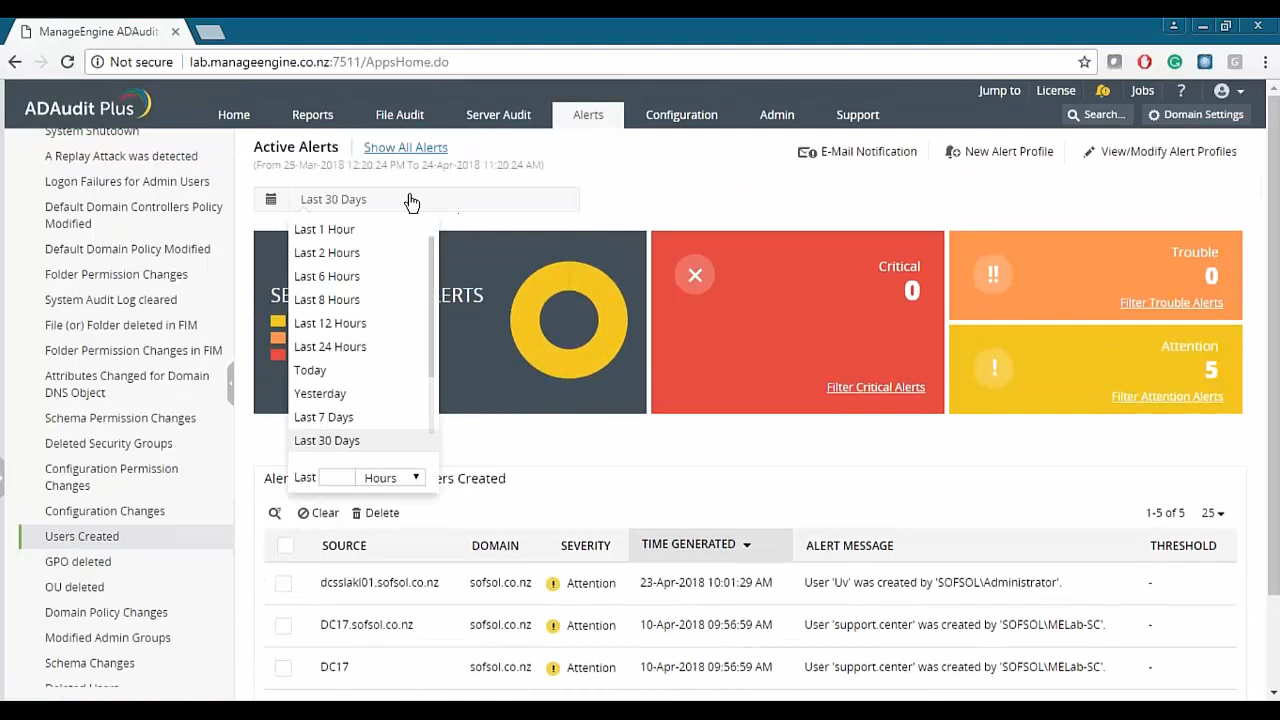 ManageEngine ADAudit
Not secure
lab.manageengine.co.nz:7511/AppsHome.do
ADAudit Plus
Jump to
License
Jobs
?
Home
Reports
File Audit
Server Audit
Alerts
Configuration
Admin
Support
Search...
Domain Settings
System Shutdown
A Replay Attack was detected
Logon Failures for Admin Users
Default Domain Controllers Policy
Modified
Default Domain Policy Modified
Folder Permission Changes
System Audit Log cleared
File (or) Folder deleted in FIM
Folder Permission Changes in FIM
Attributes Changed for Domain
DNS Object
Schema Permission Changes
Deleted Security Groups
Configuration Permission
Changes
Configuration Changes
Users Created
GPO deleted
OU deleted
Domain Policy Changes
Modified Admin Groups
Schema Changes
Active Alerts
Show All Alerts
(From 25-Mar-2018 12:20:24 PM To 24-Apr-2018 11:20:24 AM)
E-Mail Notification
New Alert Profile
View/Modify Alert Profiles
Last 30 Days
Last 1 Hour
Last 2 Hours
Last 6 Hours
Last 8 Hours
Last 12 Hours
Last 24 Hours
Today
Yesterday
Last 7 Days
Last 30 Days
Last
Hours
SE
ERTS
Critical
0
Filter Critical Alerts
Trouble
0
Filter Trouble Alerts
Attention
5
Filter Attention Alerts
Aler
ers Created
Clear
Delete
1-5 of 5
25
SOURCE
DOMAIN
SEVERITY
TIME GENERATED
ALERT MESSAGE
THRESHOLD
dcsslakl01.sofsol.co.nz
sofsol.co.nz
Attention
23-Apr-2018 10:01:29 AM
User 'Uv' was created by 'SOFSOL\Administrator'.
-
DC17.sofsol.co.nz
sofsol.co.nz
Attention
10-Apr-2018 09:56:59 AM
User 'support.center' was created by 'SOFSOL\MELab-SC'.
-
DC17
sofsol.co.nz
Attention
10-Apr-2018 09:56:59 AM
User 'support.center' was created by 'SOFSOL\MELab-SC'.
-